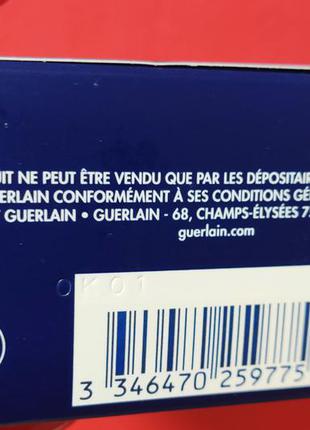 UIT NE PEUT ÊTRE VENDU QUE PAR LES DÉPOSITAIR
ERLAIN CONFORMÉMENT À SES CONDITIONS GÉ
GUERLAIN • GUERLAIN - 68, CHAMPS-ÉLYSÉES 7
guerlain.com
OK01
3 346470 259775